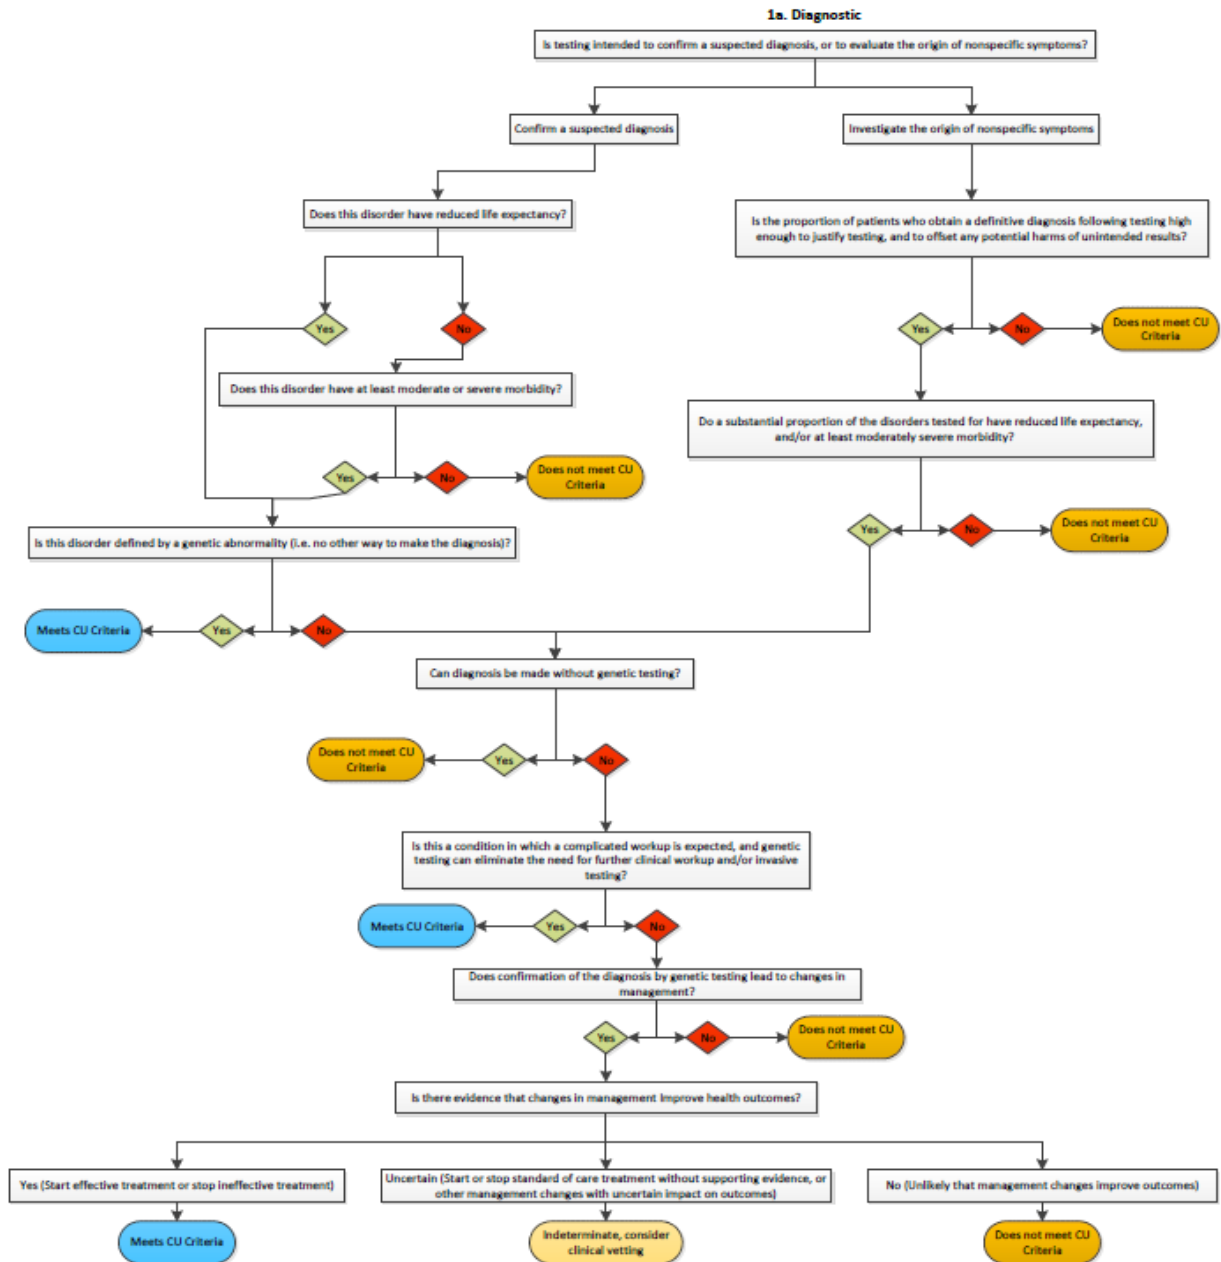 1a. Diagnostic
Is testing intended to confirm a suspected diagnosis, or to evaluate the origin of nonspecific symptoms?
Confirm a suspected diagnosis
Investigate the origin of nonspecific symptoms
Does this disorder have reduced life expectancy?
Is the proportion of patients who obtain a definitive diagnosis following testing high
enough to justify testing, and to offset any potential harms of unintended results?
Yes
No
Yes
No
Does not meet CU
Criteria
Does this disorder have at least moderate or severe morbidity?
Do a substantial proportion of the disorders tested for have reduced life expectancy,
and/or at least moderately severe morbidity?
Yes
No
Does not meet CU
Criteria
Yes
No
Does not meet CU
Criteria
Is this disorder defined by a genetic abnormality (i.e. no other way to make the diagnosis)?
Meets CU Criteria
Yes
No
Can diagnosis be made without genetic testing?
Does not meet CU
Criteria
Yes
No
Is this a condition in which a complicated workup is expected, and genetic
testing can eliminate the need for further clinical workup and/or invasive
testing?
Meets CU Criteria
Yes
No
Does confirmation of the diagnosis by genetic testing lead to changes in
management?
Yes
No
Does not meet CU
Criteria
Is there evidence that changes in management improve health outcomes?
Yes (Start effective treatment or stop ineffective treatment)
Uncertain (Start or stop standard of care treatment without supporting evidence, or
other management changes with uncertain impact on outcomes)
No (Unlikely that management changes improve outcomes)
Meets CU Criteria
Indeterminate, consider
clinical vetting
Does not meet CU
Criteria